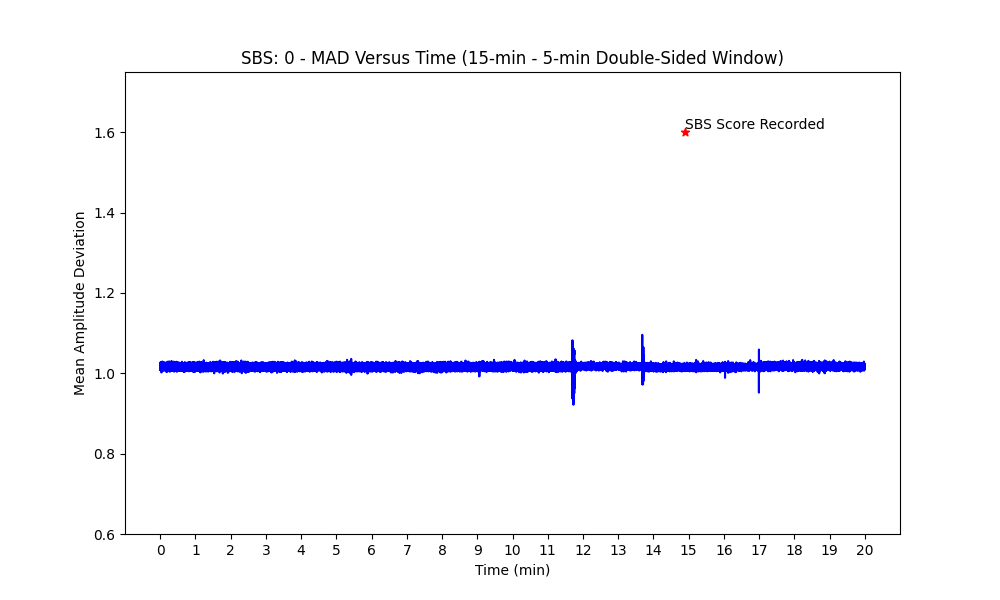 SBS: 0 - MAD Versus Time (15-min - 5-min Double-Sided Window)
SBS Score Recorded
Mean Amplitude Deviation
1.6
1.4
1.2
1.0
0.8
0.6
0 1 2 3 4 5 6 7 8 9 10 11 12 13 14 15 16 17 18 19 20
Time (min)